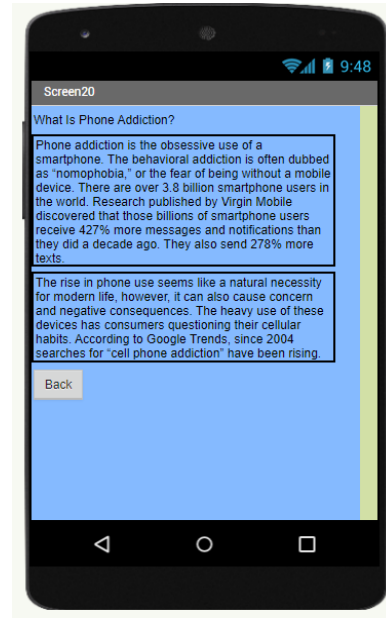 9:48
Screen20
What Is Phone Addiction?
Phone addiction is the obsessive use of a
smartphone. The behavioral addiction is often dubbed
as “nomophobia,” or the fear of being without a mobile
device. There are over 3.8 billion smartphone users in
the world. Research published by Virgin Mobile
discovered that those billions of smartphone users
receive 427% more messages and notifications than
they did a decade ago. They also send 278% more
texts.
The rise in phone use seems like a natural necessity
for modern life, however, it can also cause concern
and negative consequences. The heavy use of these
devices has consumers questioning their cellular
habits. According to Google Trends, since 2004
searches for “cell phone addiction” have been rising.
Back